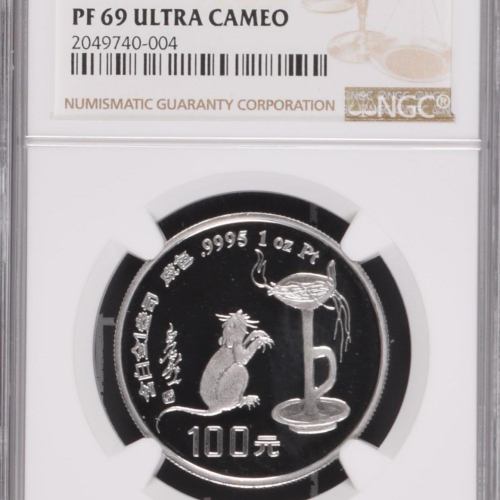 PF 69 ULTRA CAMEO
2049740-004
NUMISMATIC GUARANTY CORPORATION
NGC®
.9995 1 oz Pt
100元